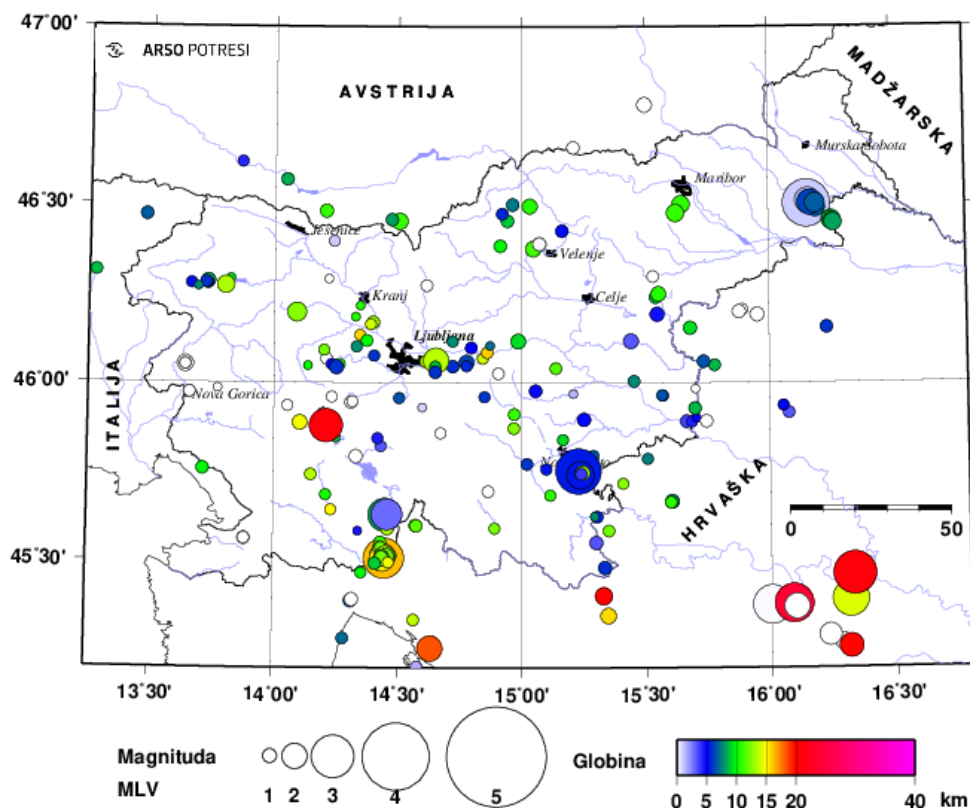 47˚00'
ARSO POTRESI
AVSTRIJA
MADŽARSKA
Murska Sobota
Maribor
46˚30'
Jesenice
Velenje
Kranj
Celje
Ljubljana
46˚00'
ITALIJA
Nova Gorica
HRVAŠKA
0 50
45˚30'
13˚30' 14˚00' 14˚30' 15˚00' 15˚30' 16˚00' 16˚30'
Magnituda
MLV
1 2 3 4 5
Globina
0 5 10 15 20 40 km